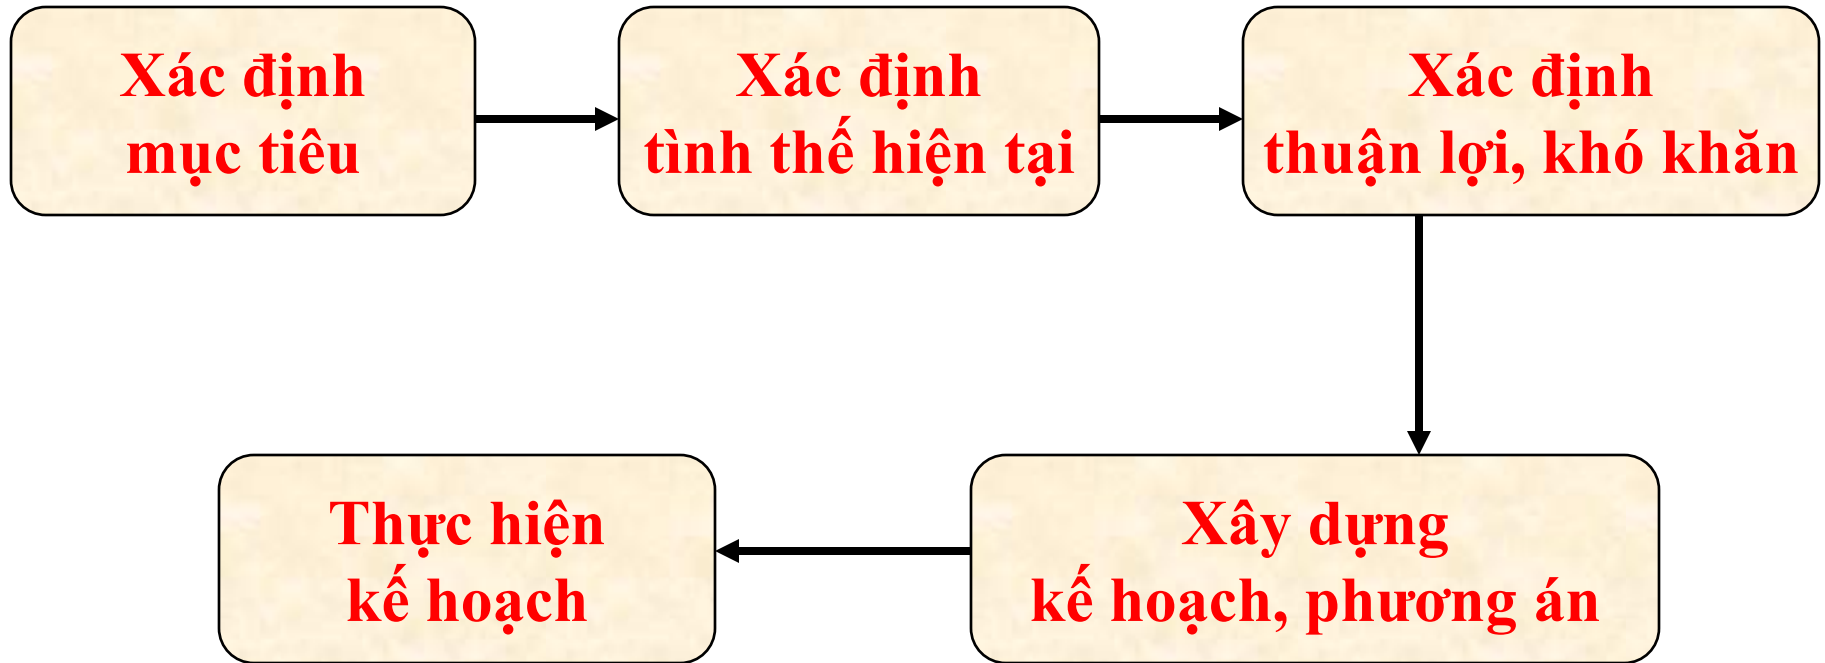 Xác định
mục tiêu
Xác định
tình thế hiện tại
Xác định
thuận lợi, khó khăn
Xây dựng
kế hoạch, phương án
Thực hiện
kế hoạch